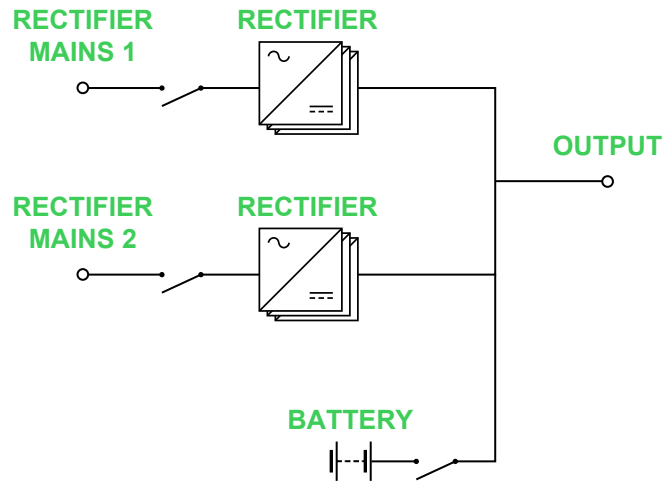 RECTIFIER
MAINS 1
RECTIFIER
OUTPUT
RECTIFIER
MAINS 2
RECTIFIER
BATTERY